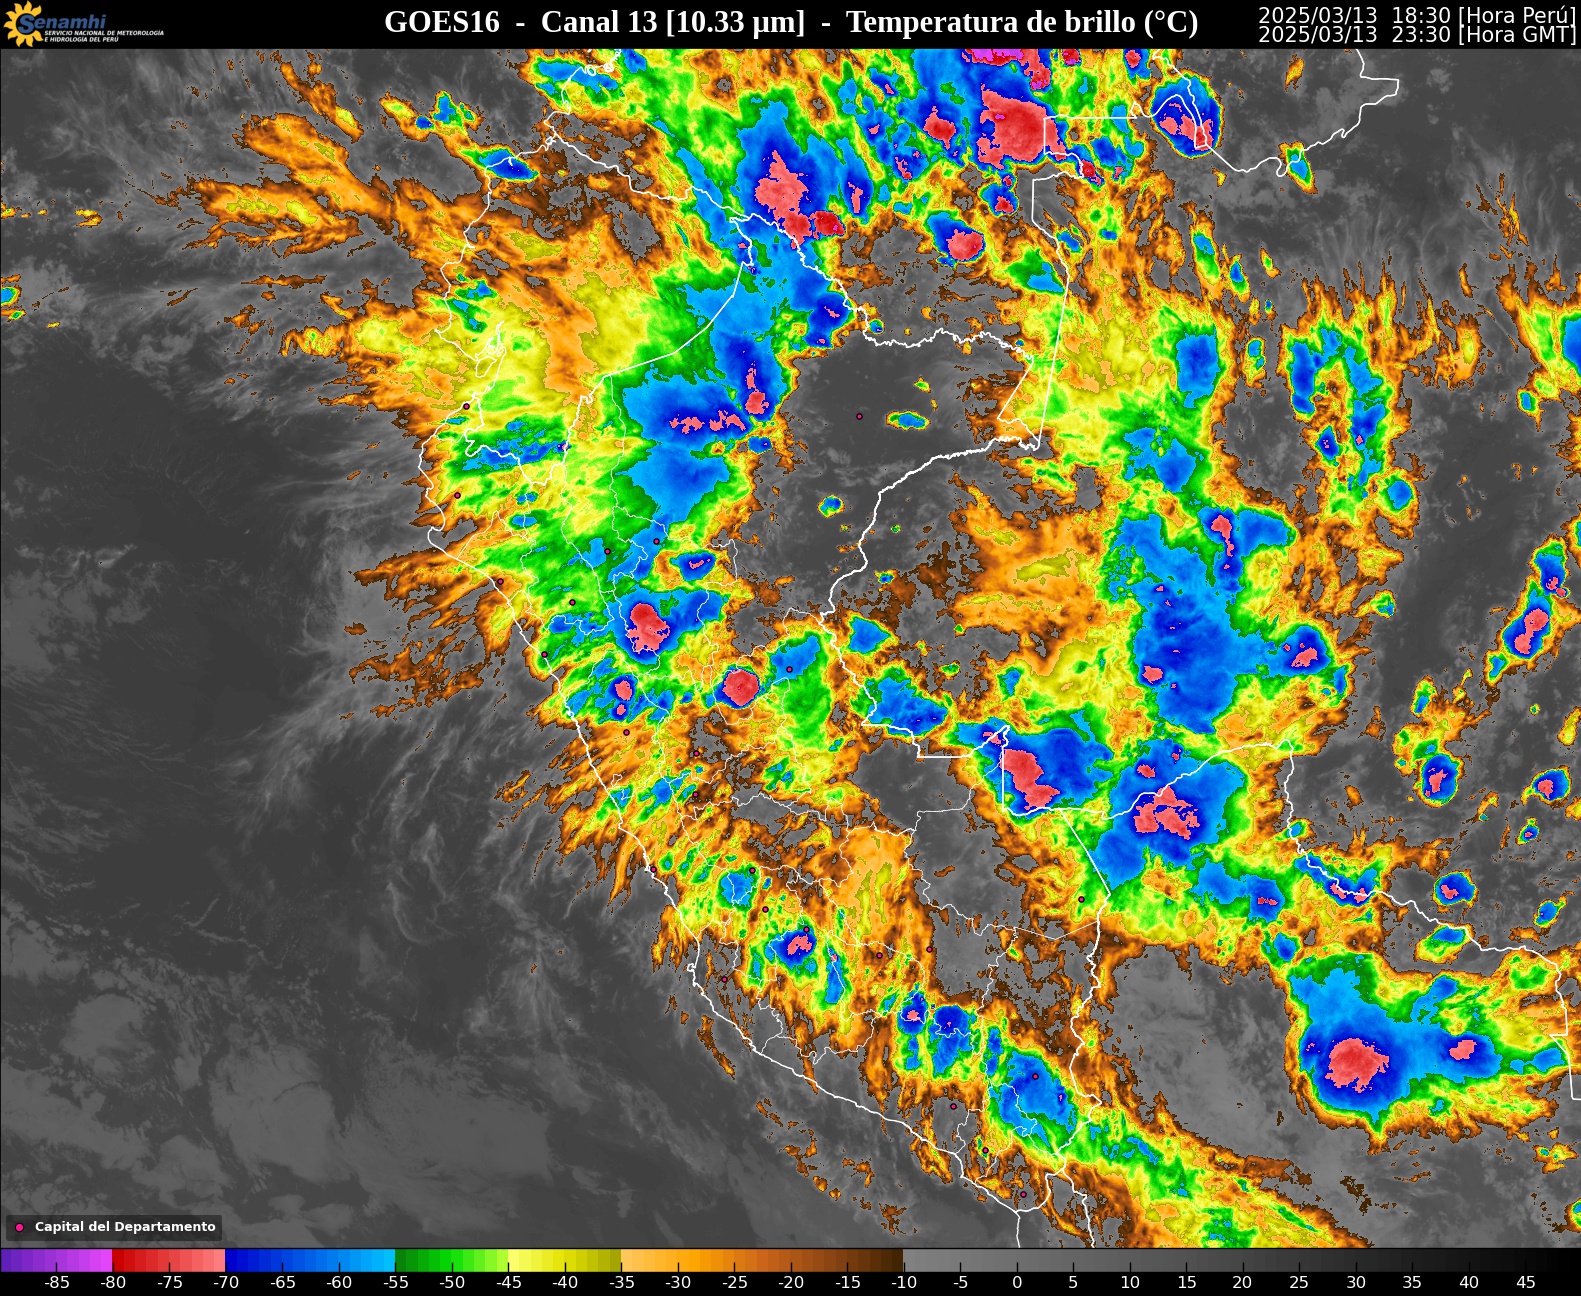 Senamhi
SERVICIO NACIONAL DE METEOROLOGÍA
E HIDROLOGÍA DEL PERÚ
GOES16 - Canal 13 [10.33 µm] - Temperatura de brillo (°C)
2025/03/13 18:30 [Hora Perú]
2025/03/13 23:30 [Hora GMT]
Capital del Departamento
-85 -80 -75 -70 -65 -60 -55 -50 -45 -40 -35 -30 -25 -20 -15 -10 -5 0 5 10 15 20 25 30 35 40 45